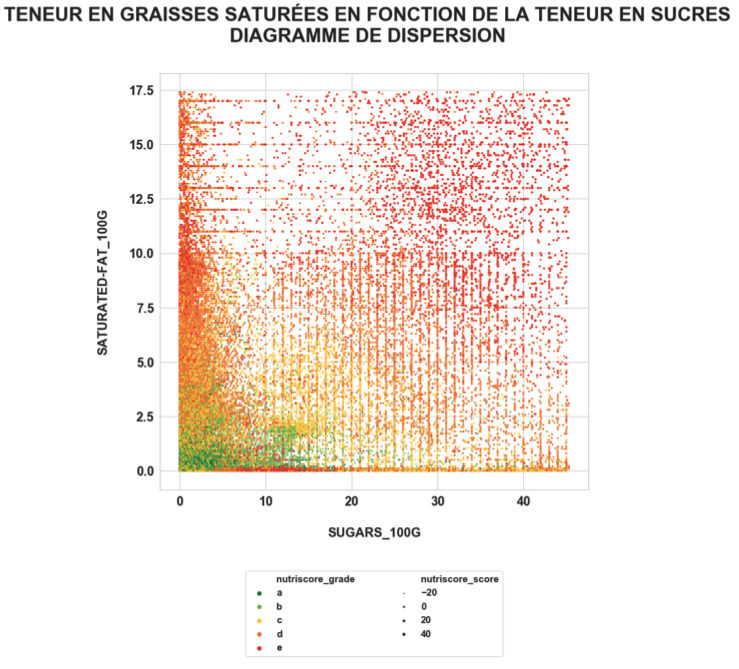 TENEUR EN GRAISSES SATURÉES EN FONCTION DE LA TENEUR EN SUCRES
DIAGRAMME DE DISPERSION
17.5
15.0
12.5
10.0
7.5
5.0
2.5
0.0
SATURATED-FAT_100G
0 10 20 30 40
SUGARS_100G
nutriscore_grade nutriscore_score
a −20
b 0
c 20
d 40
e